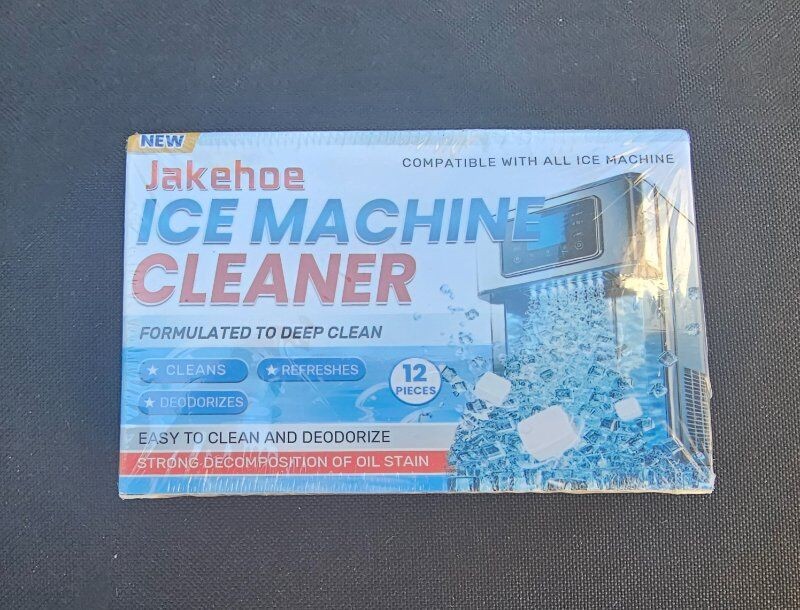 NEW
Jakehoe
COMPATIBLE WITH ALL ICE MACHINE
ICE MACHINE
CLEANER
FORMULATED TO DEEP CLEAN
★ CLEANS
★ REFRESHES
★ DEODORIZES
12
PIECES
EASY TO CLEAN AND DEODORIZE
STRONG DECOMPOSITION OF OIL STAIN